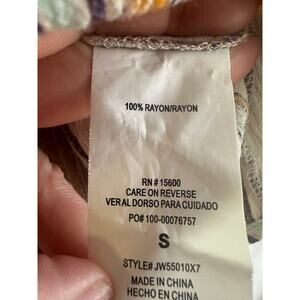 100% RAYON/RAYON
RN # 15600
CARE ON REVERSE
VER AL DORSO PARA CUIDADO
PO# 100-00076757
S
STYLE# JW55010X7
MADE IN CHINA
HECHO EN CHINA